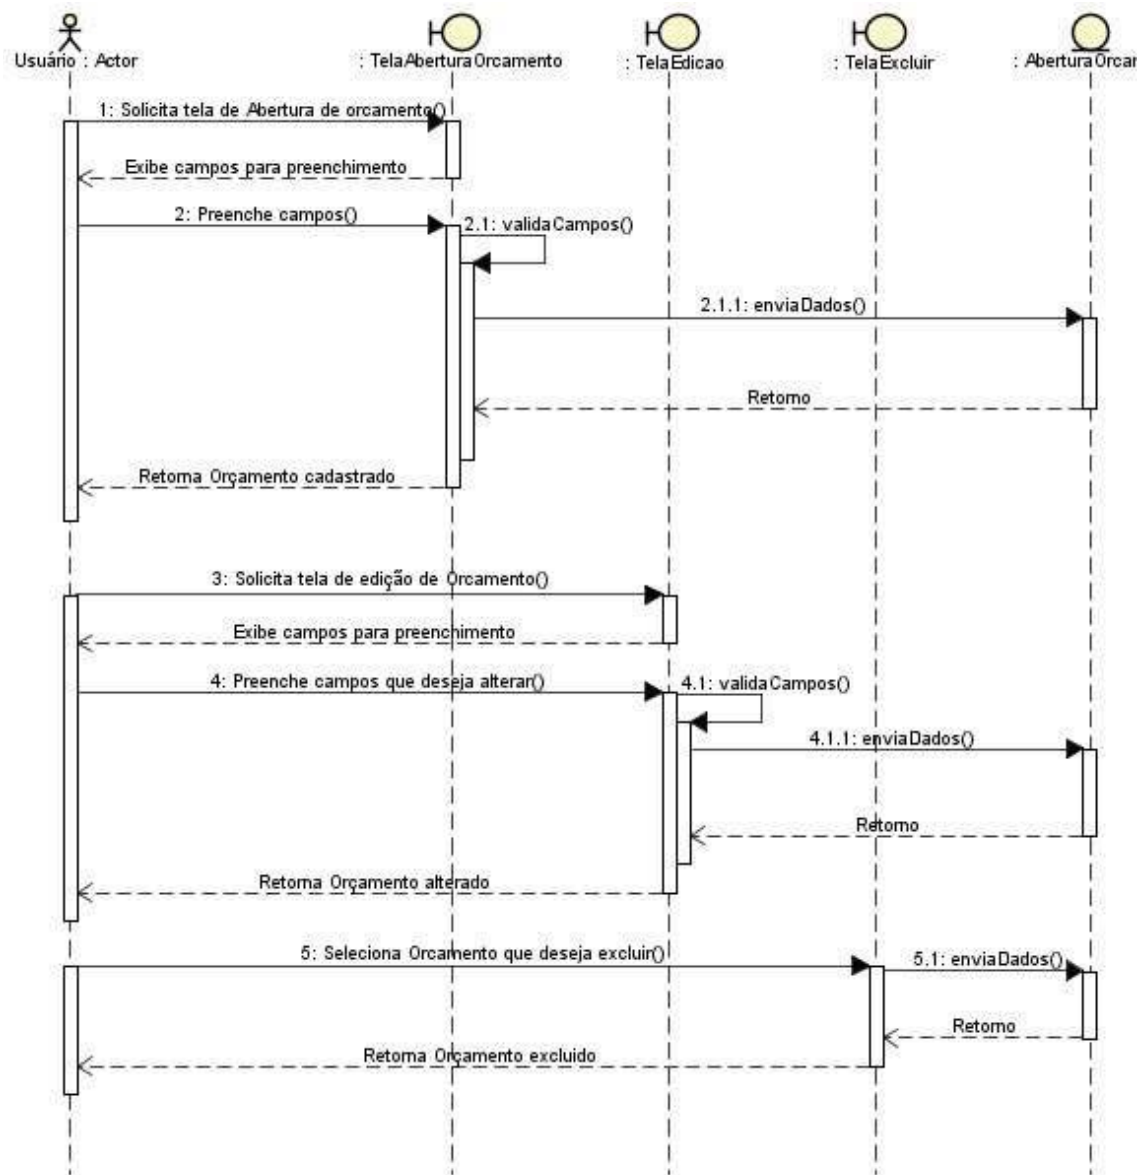 Usuário : Actor
: TelaAberturaOrcamento
: TelaEdicao
: TelaExcluir
: AberturaOrcar
1: Solicita tela de Abertura de orcamento()
Exibe campos para preenchimento
2: Preenche campos()
2.1: validaCampos()
2.1.1: enviaDados()
Retorno
Retorna Orçamento cadastrado
3: Solicita tela de edição de Orcamento()
Exibe campos para preenchimento
4: Preenche campos que deseja alterar()
4.1: validaCampos()
4.1.1: enviaDados()
Retorno
Retorna Orçamento alterado
5: Seleciona Orcamento que deseja excluir()
5.1: enviaDados()
Retorno
Retorna Orçamento excluido